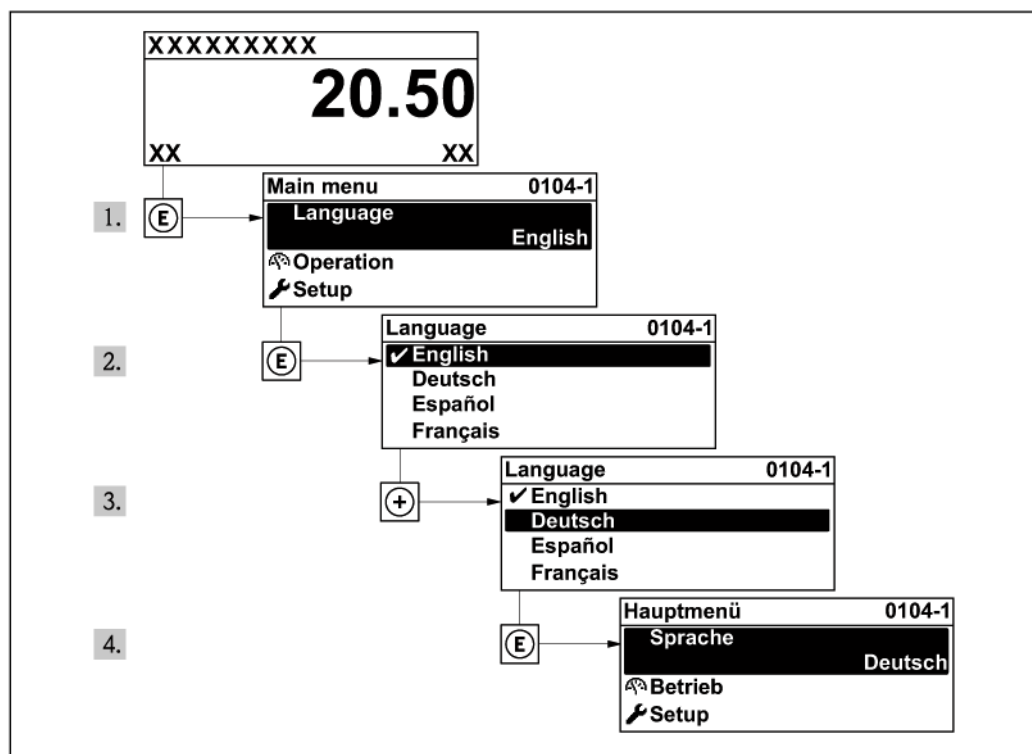 XXXXXXXXX
20.50
XX XX
1. E
Main menu 0104-1
Language
English
Operation
Setup
2. E
Language 0104-1
✔ English
Deutsch
Español
Français
3. +
Language 0104-1
✔ English
Deutsch
Español
Français
4. E
Hauptmenü 0104-1
Sprache
Deutsch
Betrieb
Setup